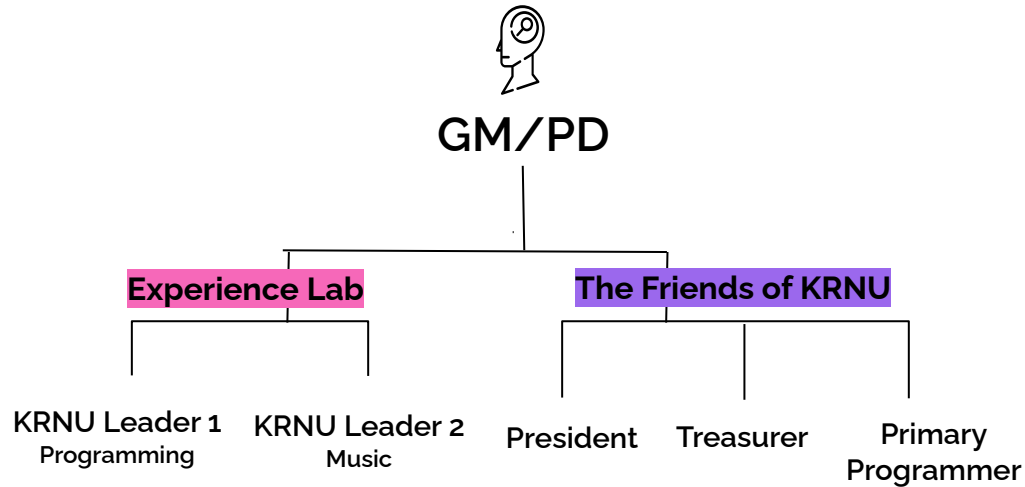 GM/PD
Experience Lab
The Friends of KRNU
KRNU Leader 1
Programming
KRNU Leader 2
Music
President
Treasurer
Primary
Programmer